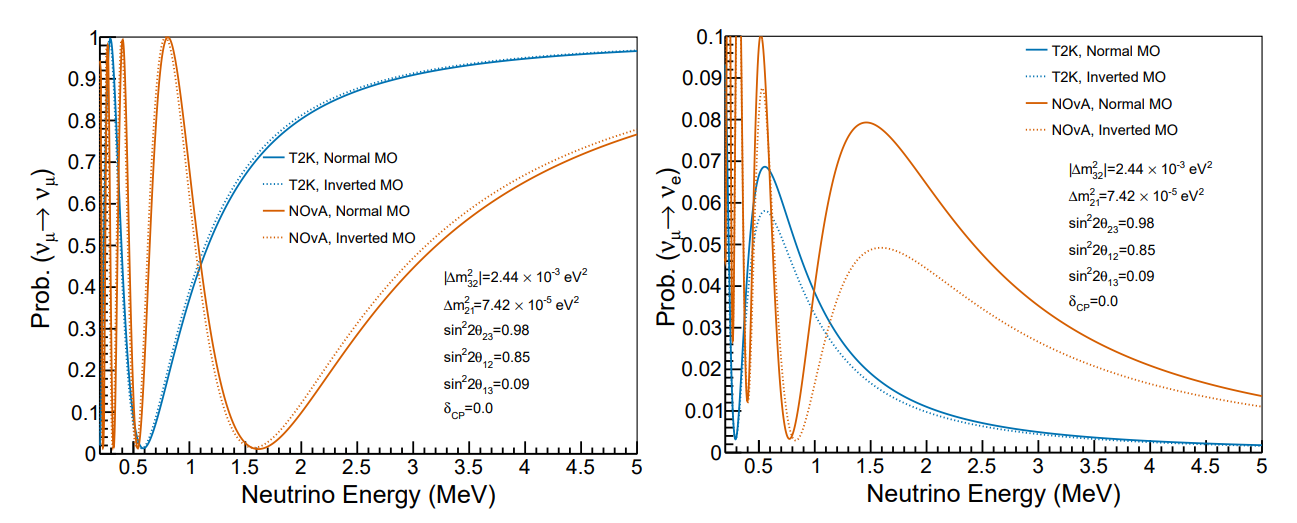 Prob. (νμ→ νμ)
1
0.9
0.8
0.7
0.6
0.5
0.4
0.3
0.2
0.1
0
0.5
1
1.5
2
2.5
3
3.5
4
4.5
5
Neutrino Energy (MeV)
T2K, Normal MO
T2K, Inverted MO
NOvA, Normal MO
NOvA, Inverted MO
|Δm²₃₂|=2.44 × 10⁻³ eV²
Δm²₂₁=7.42 × 10⁻⁵ eV²
sin²2θ₂₃=0.98
sin²2θ₁₂=0.85
sin²2θ₁₃=0.09
δCP=0.0
Prob. (νμ→ νe)
0.1
0.09
0.08
0.07
0.06
0.05
0.04
0.03
0.02
0.01
0
0.5
1
1.5
2
2.5
3
3.5
4
4.5
5
Neutrino Energy (MeV)
T2K, Normal MO
T2K, Inverted MO
NOvA, Normal MO
NOvA, Inverted MO
|Δm²₃₂|=2.44 × 10⁻³ eV²
Δm²₂₁=7.42 × 10⁻⁵ eV²
sin²2θ₂₃=0.98
sin²2θ₁₂=0.85
sin²2θ₁₃=0.09
δCP=0.0